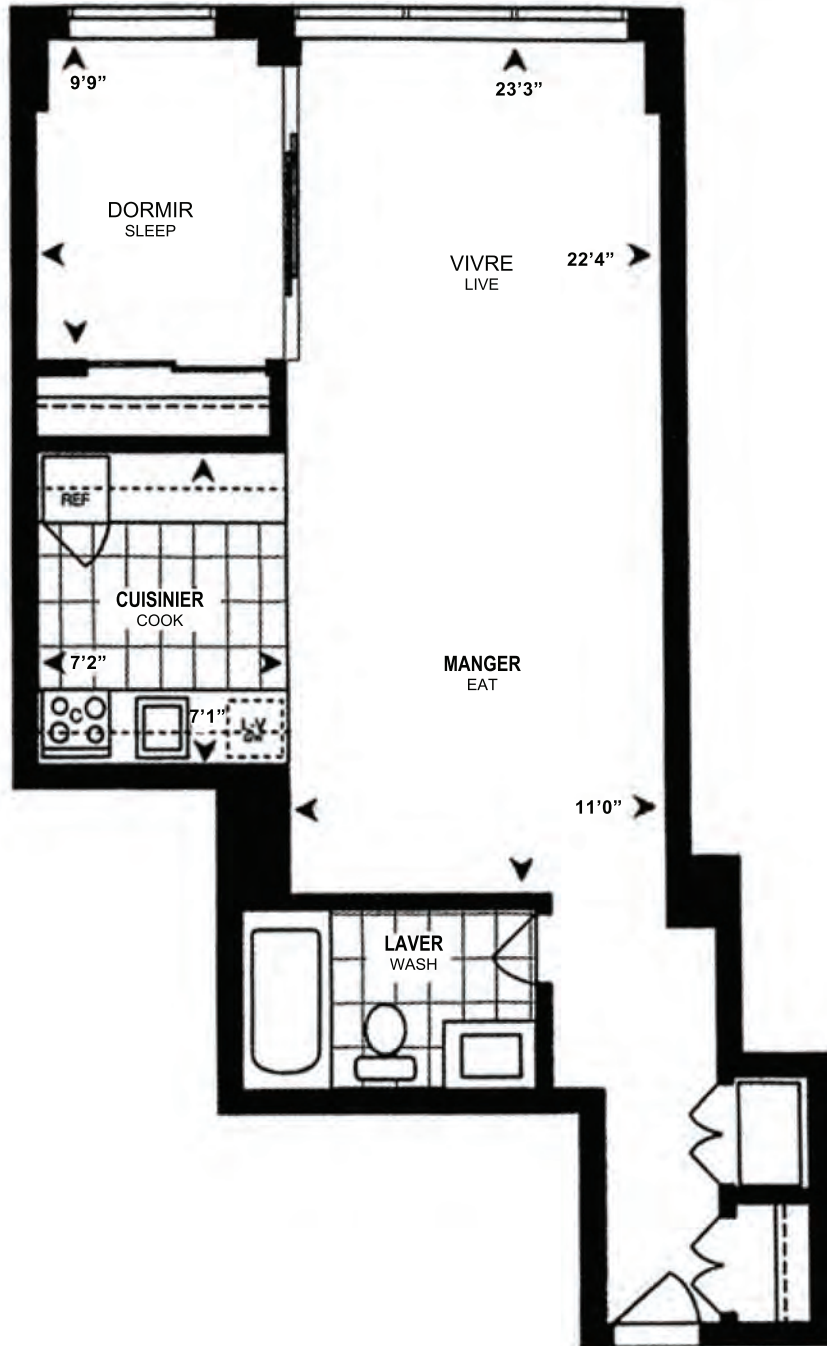 9’9”
23’3”
DORMIR
SLEEP
VIVRE
LIVE
22’4”
REF
CUISINIER
COOK
7’2”
MANGER
EAT
C
7’1”
L-V
11’0”
LAVER
WASH